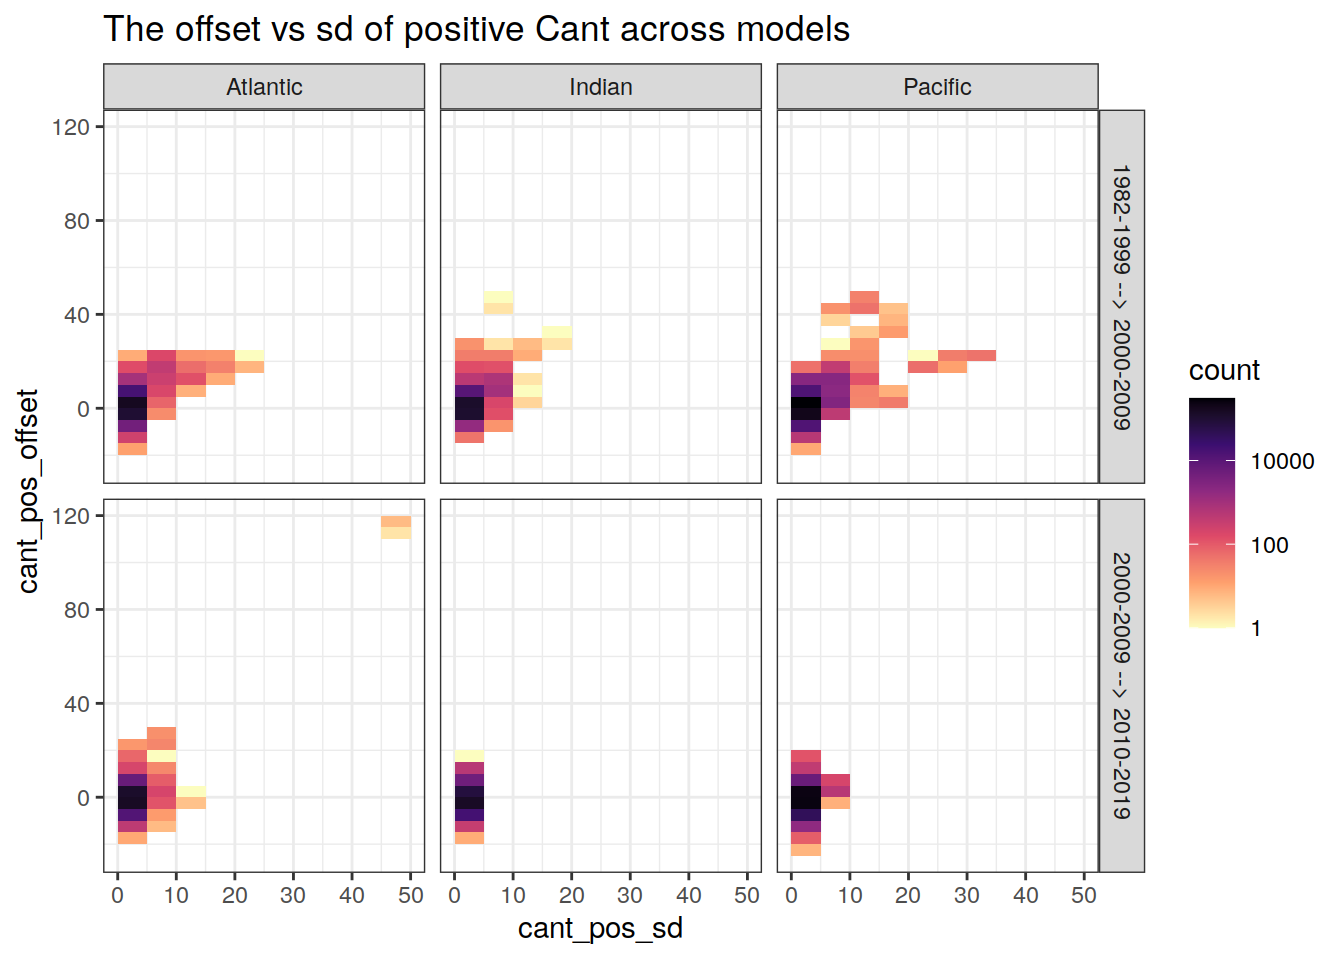 The offset vs sd of positive Cant across models
Atlantic
Indian
Pacific
120
80
40
0
1982-1999 --> 2000-2009
120
80
40
0
2000-2009 --> 2010-2019
0 10 20 30 40 50
0 10 20 30 40 50
0 10 20 30 40 50
cant_pos_sd
cant_pos_offset
count
10000
100
1